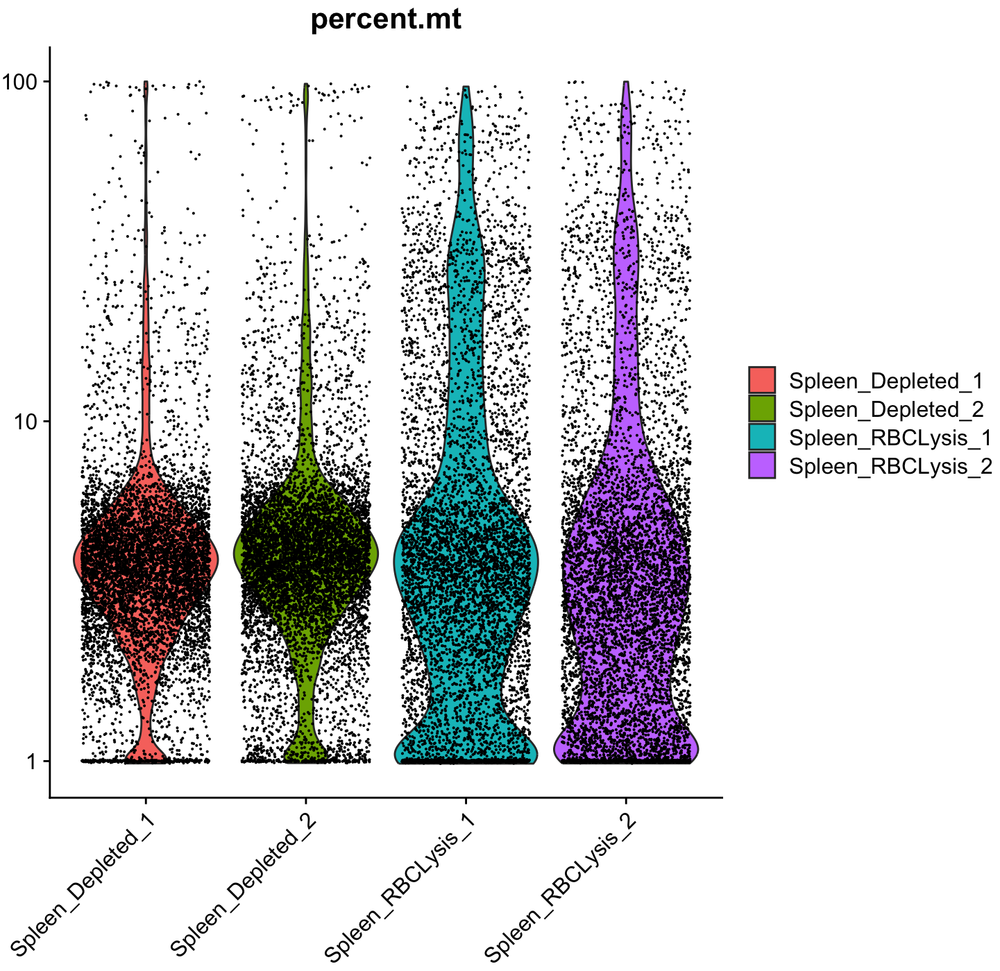 percent.mt
100
10
1
Spleen_Depleted_1
Spleen_Depleted_2
Spleen_RBCLysis_1
Spleen_RBCLysis_2
Spleen_Depleted_1
Spleen_Depleted_2
Spleen_RBCLysis_1
Spleen_RBCLysis_2